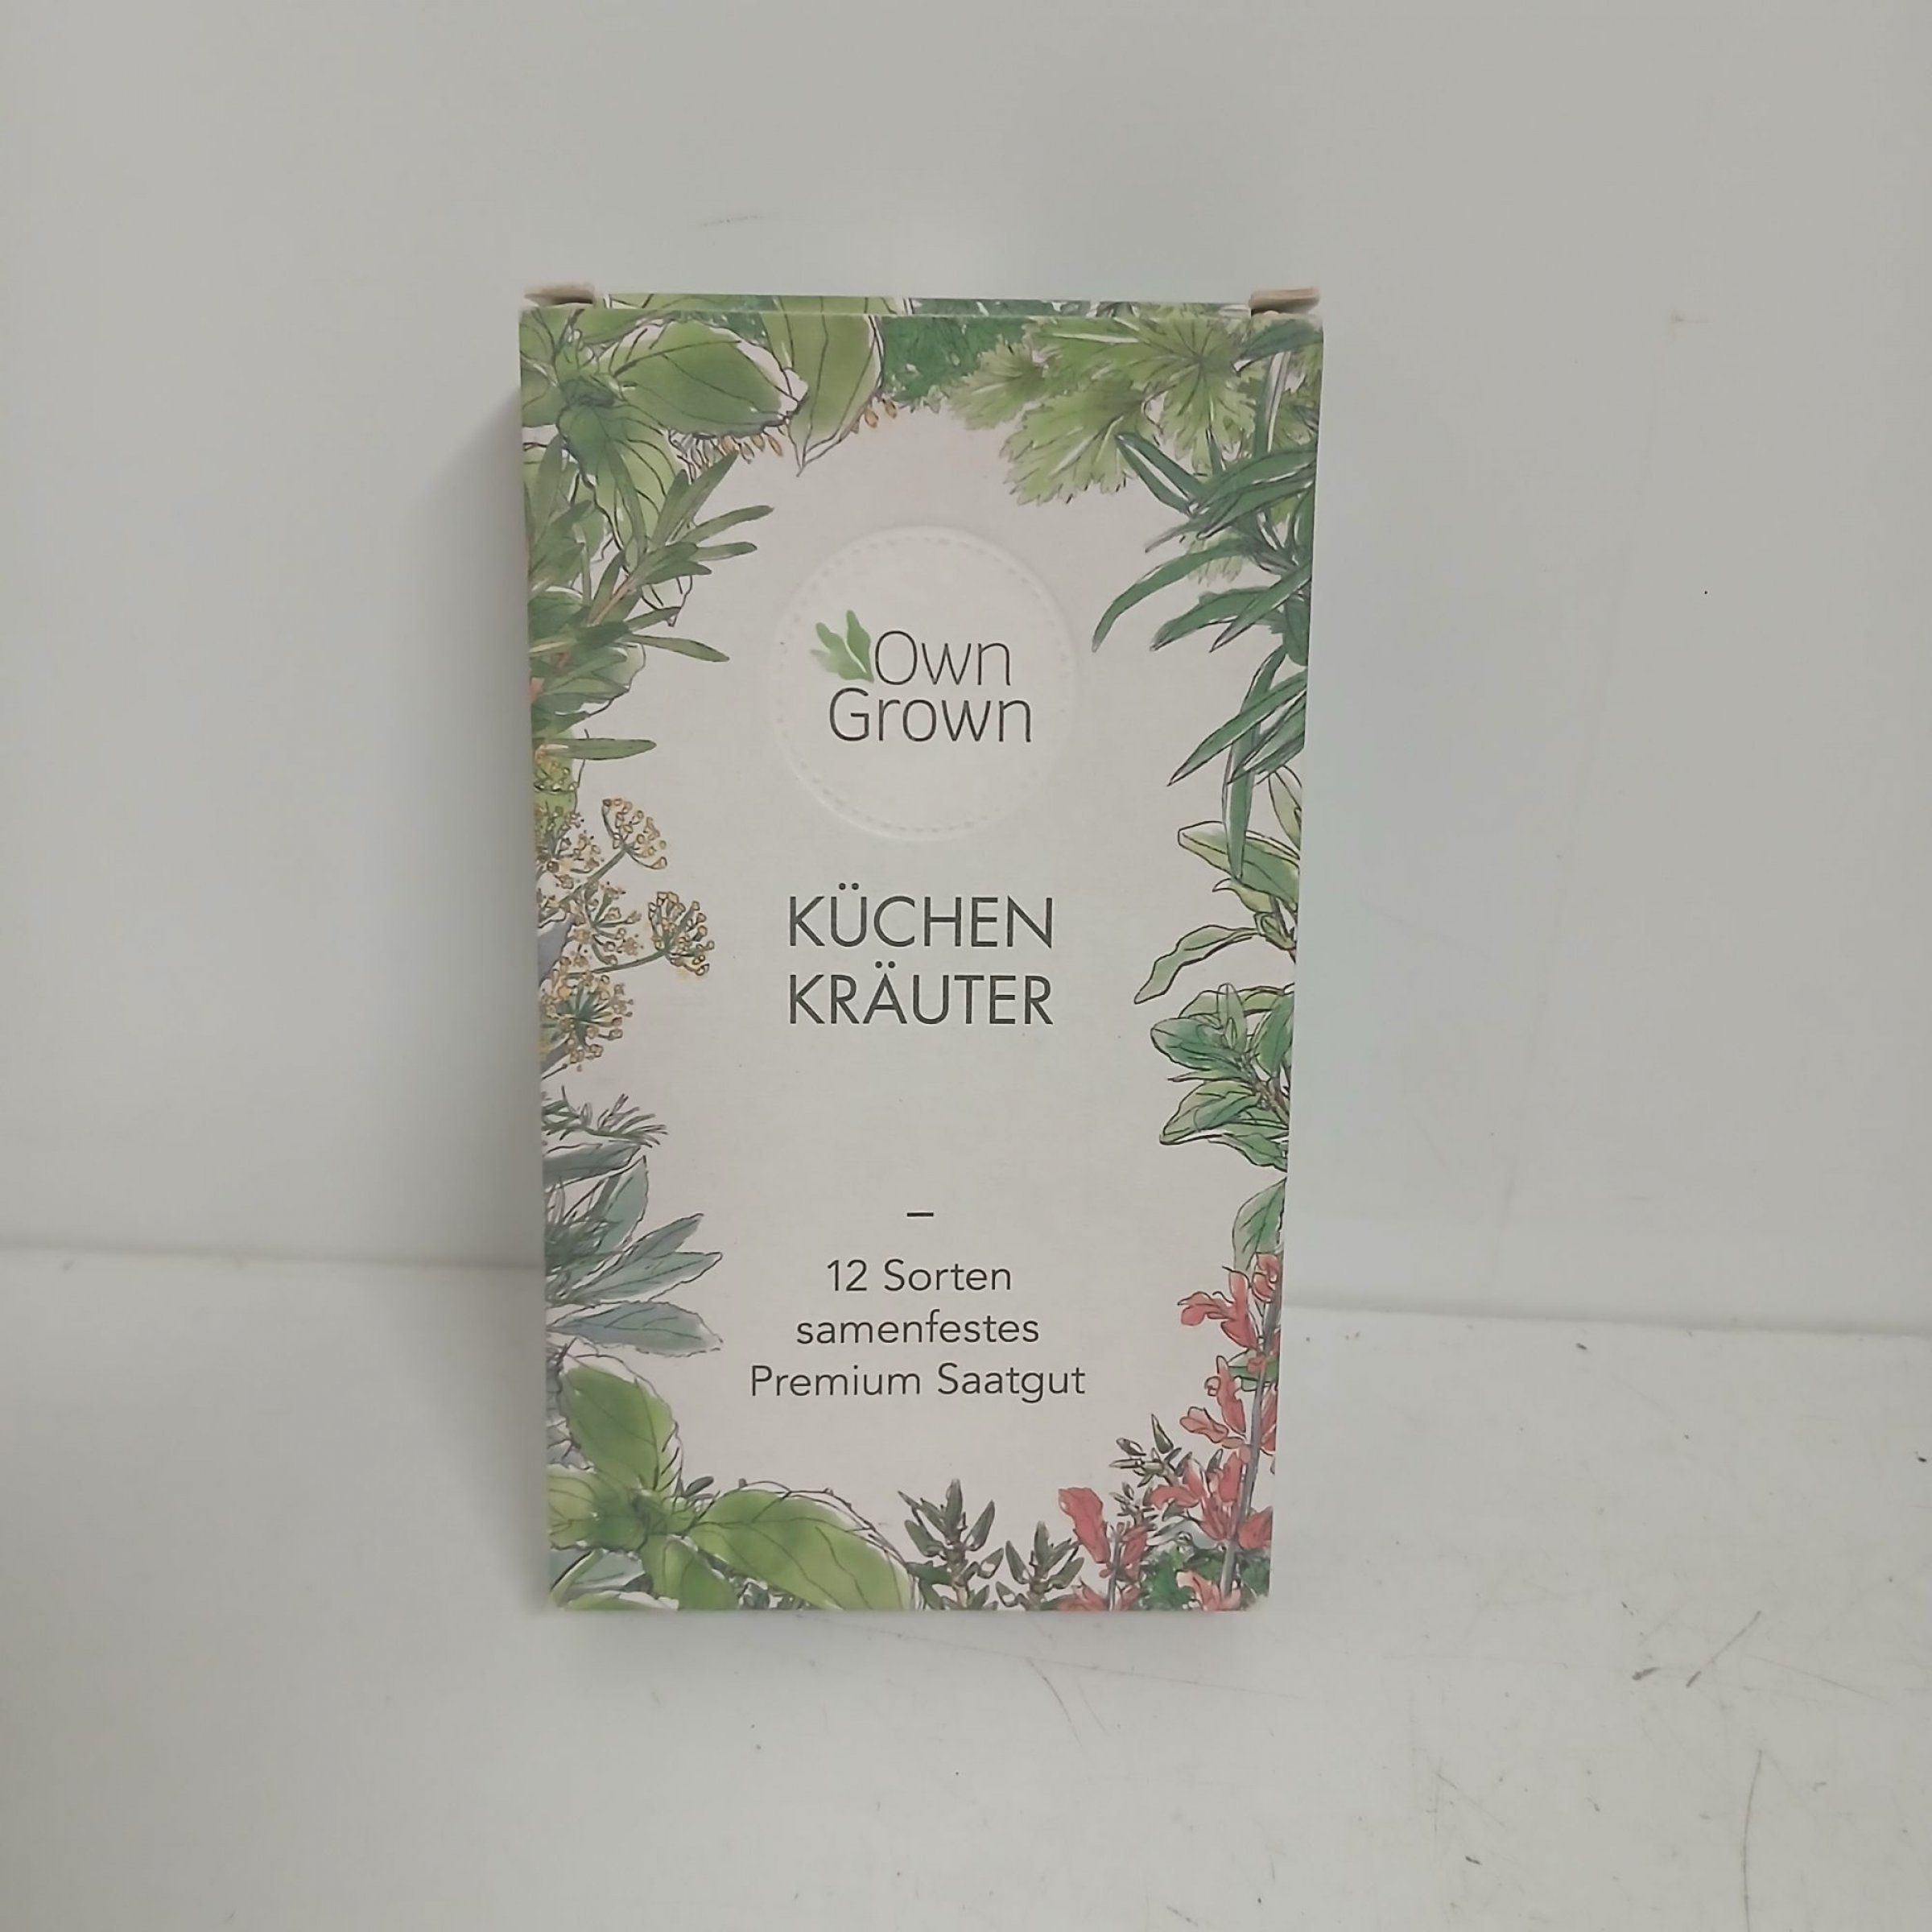 Own
Grown
KÜCHEN
KRÄUTER
–
12 Sorten
samenfestes
Premium Saatgut